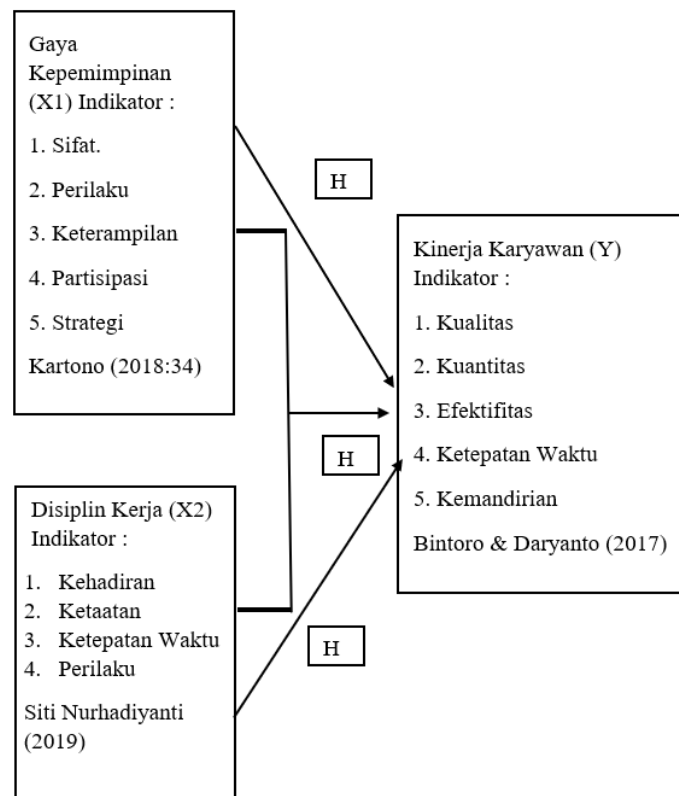 Gaya
Kepemimpinan
(X1) Indikator :
1. Sifat.
2. Perilaku
3. Keterampilan
4. Partisipasi
5. Strategi
Kartono (2018:34)
H
Kinerja Karyawan (Y)
Indikator :
1. Kualitas
2. Kuantitas
3. Efektifitas
4. Ketepatan Waktu
5. Kemandirian
Bintoro & Daryanto (2017)
H
Disiplin Kerja (X2)
Indikator :
1. Kehadiran
2. Ketaatan
3. Ketepatan Waktu
4. Perilaku
Siti Nurhadiyanti
(2019)
H